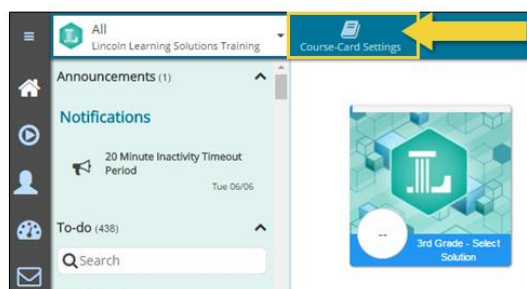 All
Lincoln Learning Solutions Training
Course-Card Settings
Announcements (1)
Notifications
20 Minute Inactivity Timeout
Period
Tue 06/06
To-do (438)
Search
--
3rd Grade - Select
Solution